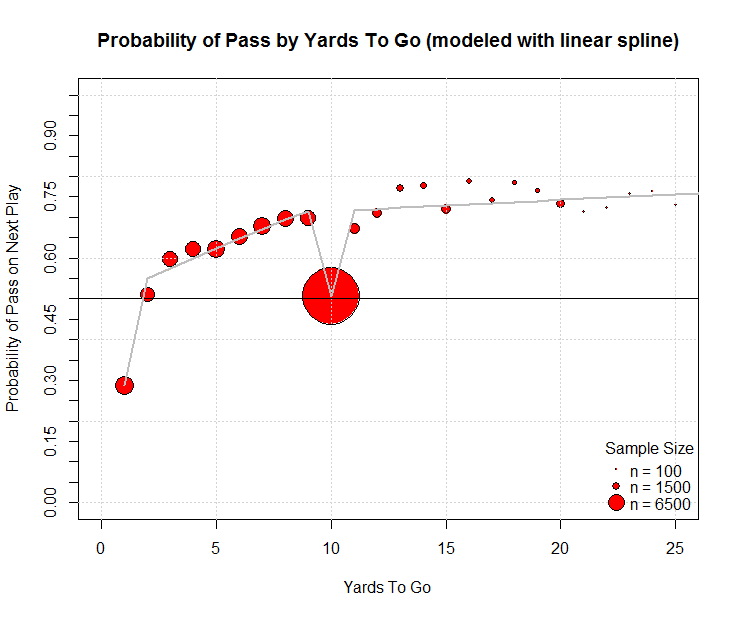 Probability of Pass by Yards To Go (modeled with linear spline)
Probability of Pass on Next Play
0.90
0.75
0.60
0.45
0.30
0.15
0.00
Sample Size
n = 100
n = 1500
n = 6500
0 5 10 15 20 25
Yards To Go